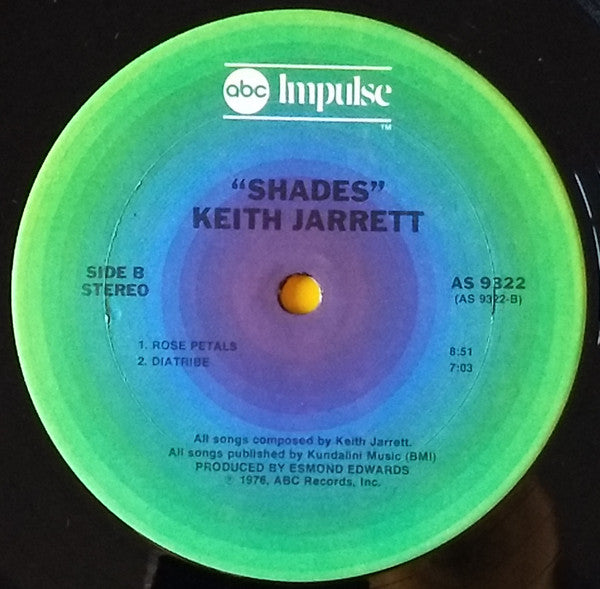 abc Impulse
TM
"SHADES"
KEITH JARRETT
SIDE B
STEREO
AS 9322
(AS 9322-B)
1. ROSE PETALS 8:51
2. DIATRIBE 7:03
All songs composed by Keith Jarrett.
All songs published by Kundalini Music (BMI)
PRODUCED BY ESMOND EDWARDS
℗ 1976, ABC Records, Inc.